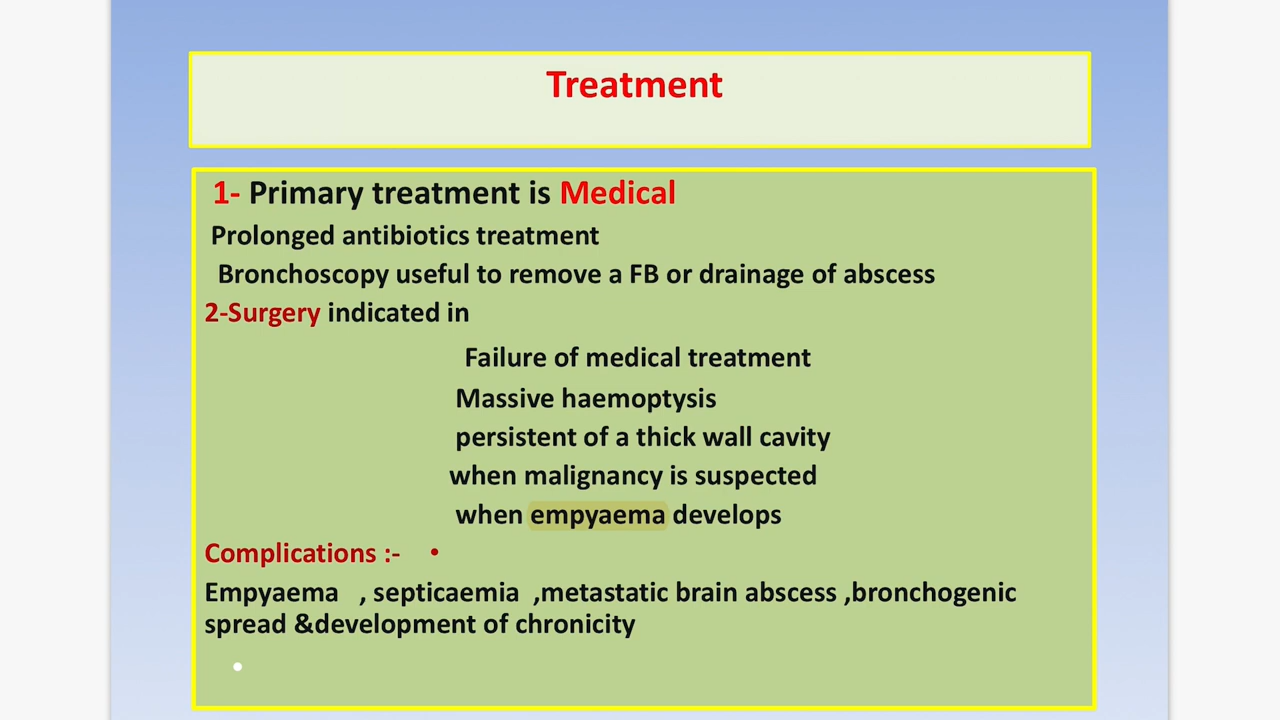 Treatment
1- Primary treatment is Medical
Prolonged antibiotics treatment
Bronchoscopy useful to remove a FB or drainage of abscess
2-Surgery indicated in
Failure of medical treatment
Massive haemoptysis
persistent of a thick wall cavity
when malignancy is suspected
when empyaema develops
Complications :- •
Empyaema , septicaemia ,metastatic brain abscess ,bronchogenic
spread &development of chronicity
•